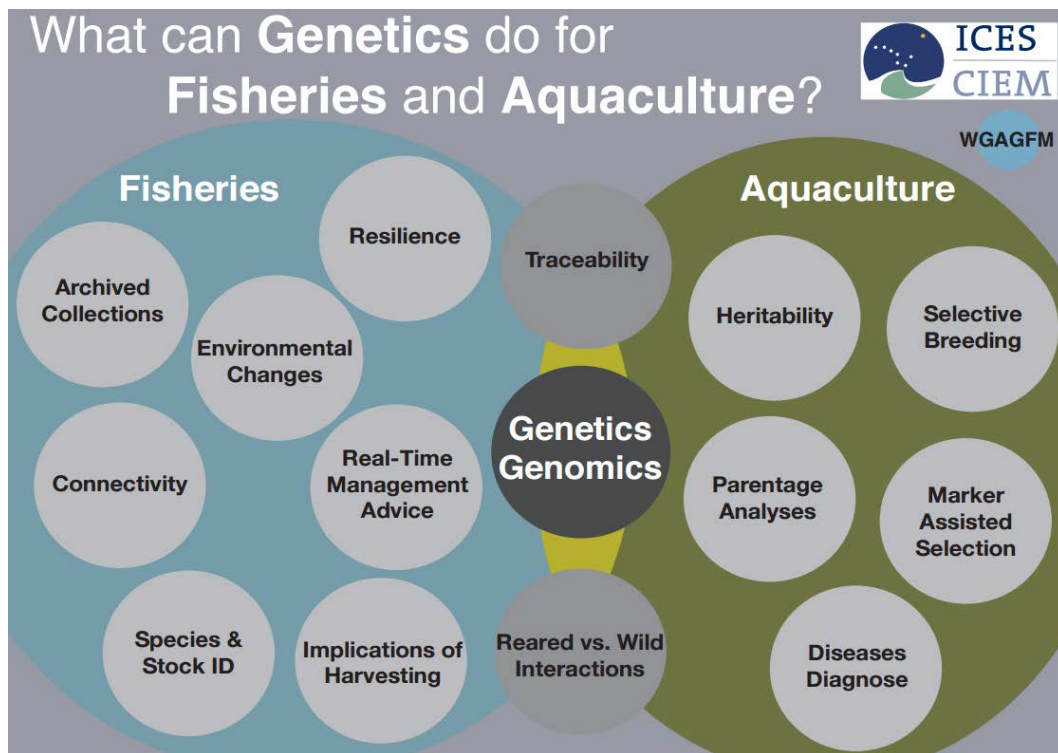 What can Genetics do for
Fisheries and Aquaculture?
ICES
CIEM
WGAGFM
Fisheries
Resilience
Archived
Collections
Environmental
Changes
Connectivity
Real-Time
Management
Advice
Species &
Stock ID
Implications of
Harvesting
Traceability
Genetics
Genomics
Reared vs. Wild
Interactions
Aquaculture
Heritability
Selective
Breeding
Parentage
Analyses
Marker
Assisted
Selection
Diseases
Diagnose